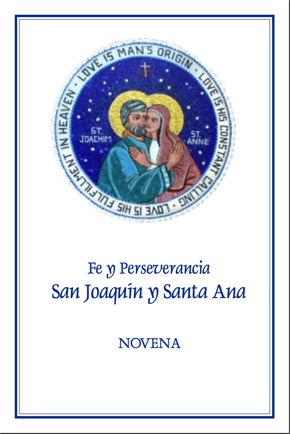 LOVE IS MAN'S ORIGIN · LOVE IS HIS CONSTANT CALLING · LOVE IS HIS FULFILLMENT IN HEAVEN ·
ST.
JOACHIM
ST.
ANNE
Fe y Perseverancia
San Joaquín y Santa Ana
NOVENA